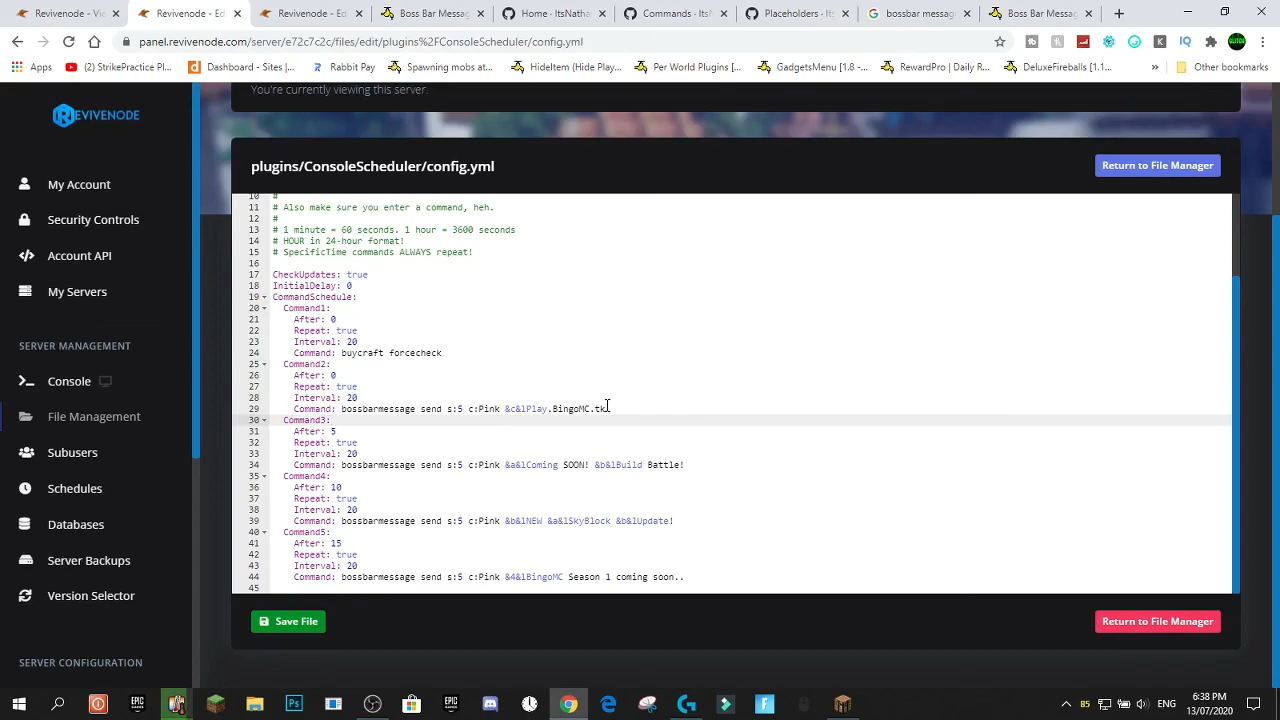 Node - View
Node - Ed
Node - Edi
Boss Bar Messag
Home · ItsNathan
Commands · ItsN
Placeholders · Its
bossbar messag
Boss Bar Messag
panel.revivenode.com/server/e72c7c2c/files/edit/plugins%2FConsoleScheduler/config.yml
Apps
(2) StrikePractice Pl...
Dashboard - Sites |...
Rabbit Pay
Spawning mobs at...
HideItem (Hide Play...
Per World Plugins [...
GadgetsMenu [1.8 -...
RewardPro | Daily R...
DeluxeFireballs [1.1...
»
Other bookmarks
REVIVENODE
You're currently viewing this server.
plugins/ConsoleScheduler/config.yml
Return to File Manager
My Account
Security Controls
Account API
My Servers
SERVER MANAGEMENT
Console
File Management
Subusers
Schedules
Databases
Server Backups
Version Selector
SERVER CONFIGURATION
10 #
11 # Also make sure you enter a command, heh.
12 #
13 # 1 minute = 60 seconds. 1 hour = 3600 seconds
14 # HOUR in 24-hour format!
15 # SpecificTime commands ALWAYS repeat!
16
17 CheckUpdates: true
18 InitialDelay: 0
19 CommandSchedule:
20 Command1:
21 After: 0
22 Repeat: true
23 Interval: 20
24 Command: buycraft forcecheck
25 Command2:
26 After: 0
27 Repeat: true
28 Interval: 20
29 Command: bossbarmessage send s:5 c:Pink &c&lPlay.BingoMC.tk
30 Command3:
31 After: 5
32 Repeat: true
33 Interval: 20
34 Command: bossbarmessage send s:5 c:Pink &a&lComing SOON! &b&lBuild Battle!
35 Command4:
36 After: 10
37 Repeat: true
38 Interval: 20
39 Command: bossbarmessage send s:5 c:Pink &b&lNEW &a&lSkyBlock &b&lUpdate!
40 Command5:
41 After: 15
42 Repeat: true
43 Interval: 20
44 Command: bossbarmessage send s:5 c:Pink &4&lBingoMC Season 1 coming soon..
45
Save File
Return to File Manager
85
ENG
6:38 PM
13/07/2020